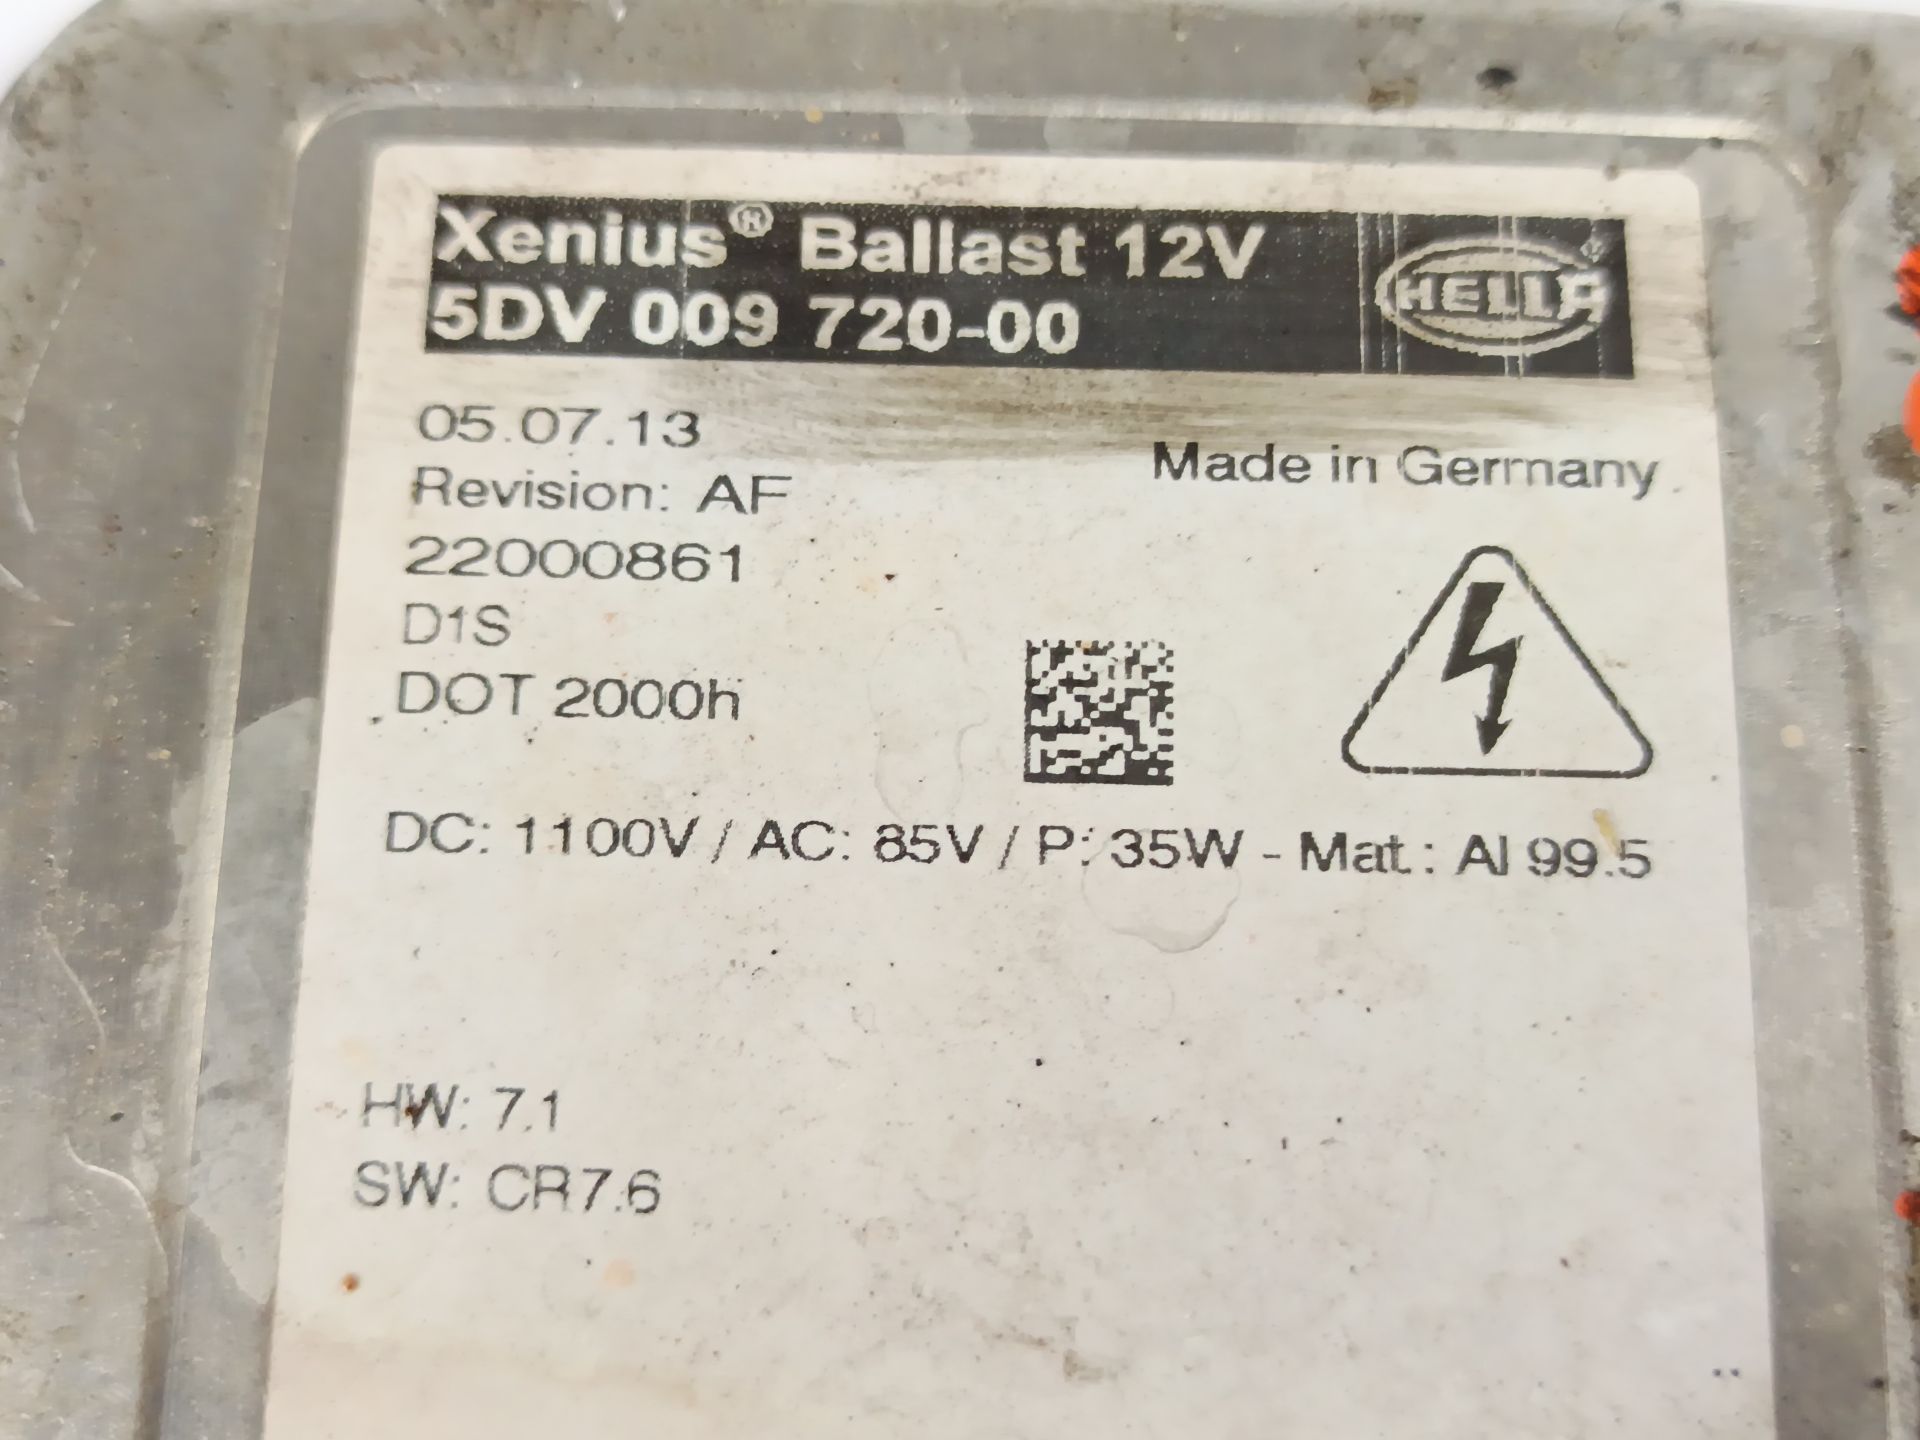 Xenius® Ballast 12V
5DV 009 720-00
HELLA®
05.07.13
Made in Germany
Revision: AF
22000861
D1S
DOT 2000h
DC: 1100V / AC: 85V / P: 35W - Mat.: Al 99.5
HW: 7.1
SW: CR7.6